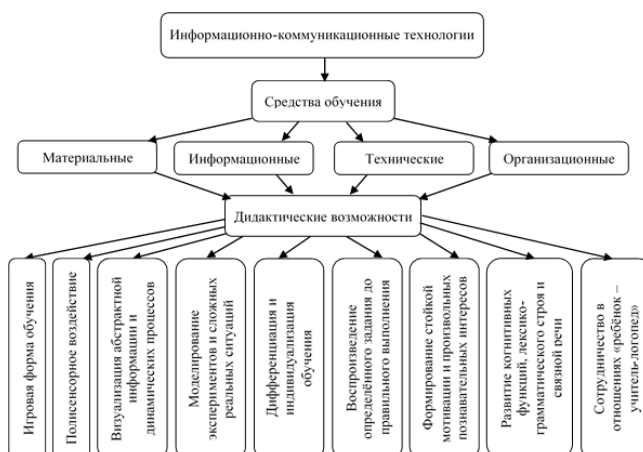 Информационно-коммуникационные технологии
Средства обучения
Материальные
Информационные
Технические
Организационные
Дидактические возможности
Игровая форма обучения
Полисенсорное воздействие
Визуализация абстрактной
информации и
динамических процессов
Моделирование
экспериментов и сложных
реальных ситуаций
Дифференциация и
индивидуализация
обучения
Воспроизведение
определённого задания до
правильного выполнения
Формирование стойкой
мотивации и произвольных
познавательных интересов
Развитие когнитивных
функций, лексико-
грамматического строя и
связной речи
Сотрудничество в
отношениях «ребёнок –
учитель-логопед»